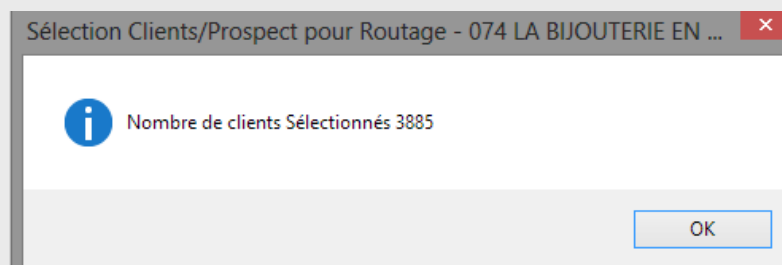 Sélection Clients/Prospect pour Routage - 074 LA BIJOUTERIE EN ...
Nombre de clients Sélectionnés 3885
OK